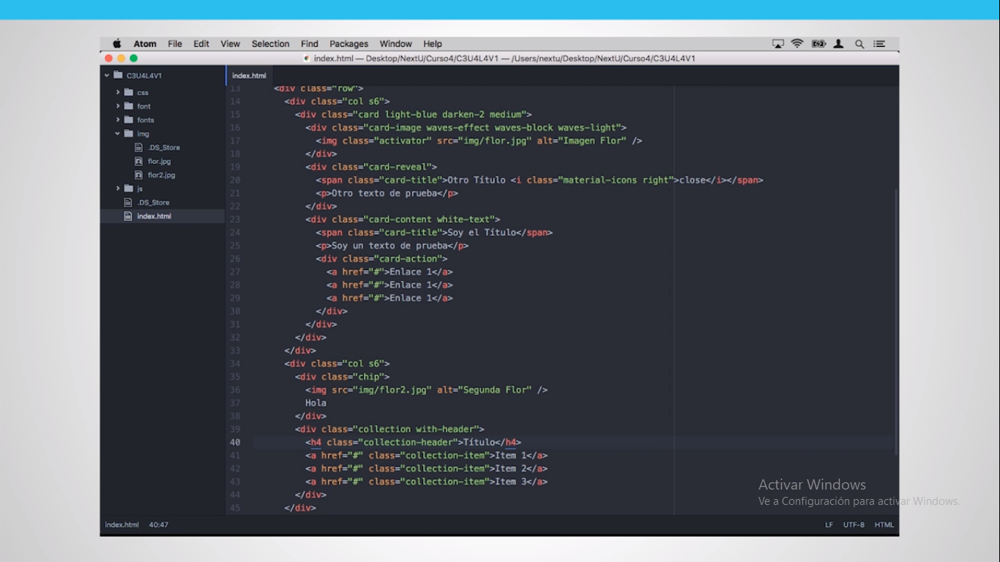 Atom File Edit View Selection Find Packages Window Help
index.html — Desktop/NextU/Curso4/C3U4L4V1 — /Users/nextu/Desktop/NextU/Curso4/C3U4L4V1
C3U4L4V1
css
font
fonts
img
.DS_Store
flor.jpg
flor2.jpg
js
.DS_Store
index.html
index.html
13 <div class="row">
14 <div class="col s6">
15 <div class="card light-blue darken-2 medium">
16 <div class="card-image waves-effect waves-block waves-light">
17 <img class="activator" src="img/flor.jpg" alt="Imagen Flor" />
18 </div>
19 <div class="card-reveal">
20 <span class="card-title">Otro Título <i class="material-icons right">close</i></span>
21 <p>Otro texto de prueba</p>
22 </div>
23 <div class="card-content white-text">
24 <span class="card-title">Soy el Título</span>
25 <p>Soy un texto de prueba</p>
26 <div class="card-action">
27 <a href="#">Enlace 1</a>
28 <a href="#">Enlace 1</a>
29 <a href="#">Enlace 1</a>
30 </div>
31 </div>
32 </div>
33 </div>
34 <div class="col s6">
35 <div class="chip">
36 <img src="img/flor2.jpg" alt="Segunda Flor" />
37 Hola
38 </div>
39 <div class="collection with-header">
40 <h4 class="collection-header">Título</h4>
41 <a href="#" class="collection-item">Item 1</a>
42 <a href="#" class="collection-item">Item 2</a>
43 <a href="#" class="collection-item">Item 3</a>
44 </div>
45 </div>
Activar Windows
Ve a Configuración para activar Windows.
index.html 40:47
LF UTF-8 HTML